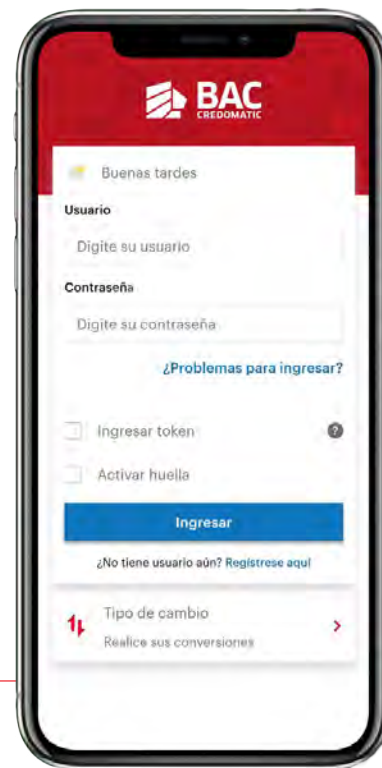 BAC
CREDOMATIC
Buenas tardes
Usuario
Digite su usuario
Contraseña
Digite su contraseña
¿Problemas para ingresar?
Ingresar token ?
Activar huella
Ingresar
¿No tiene usuario aún? Regístrese aquí
Tipo de cambio
Realice sus conversiones